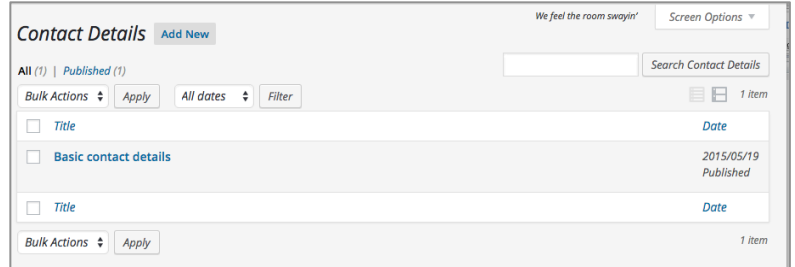 We feel the room swayin' Screen Options ▼
Contact Details Add New
All (1) | Published (1) Search Contact Details
Bulk Actions Apply All dates Filter 1 item
Title Date
Basic contact details 2015/05/19
Published
Title Date
Bulk Actions Apply 1 item